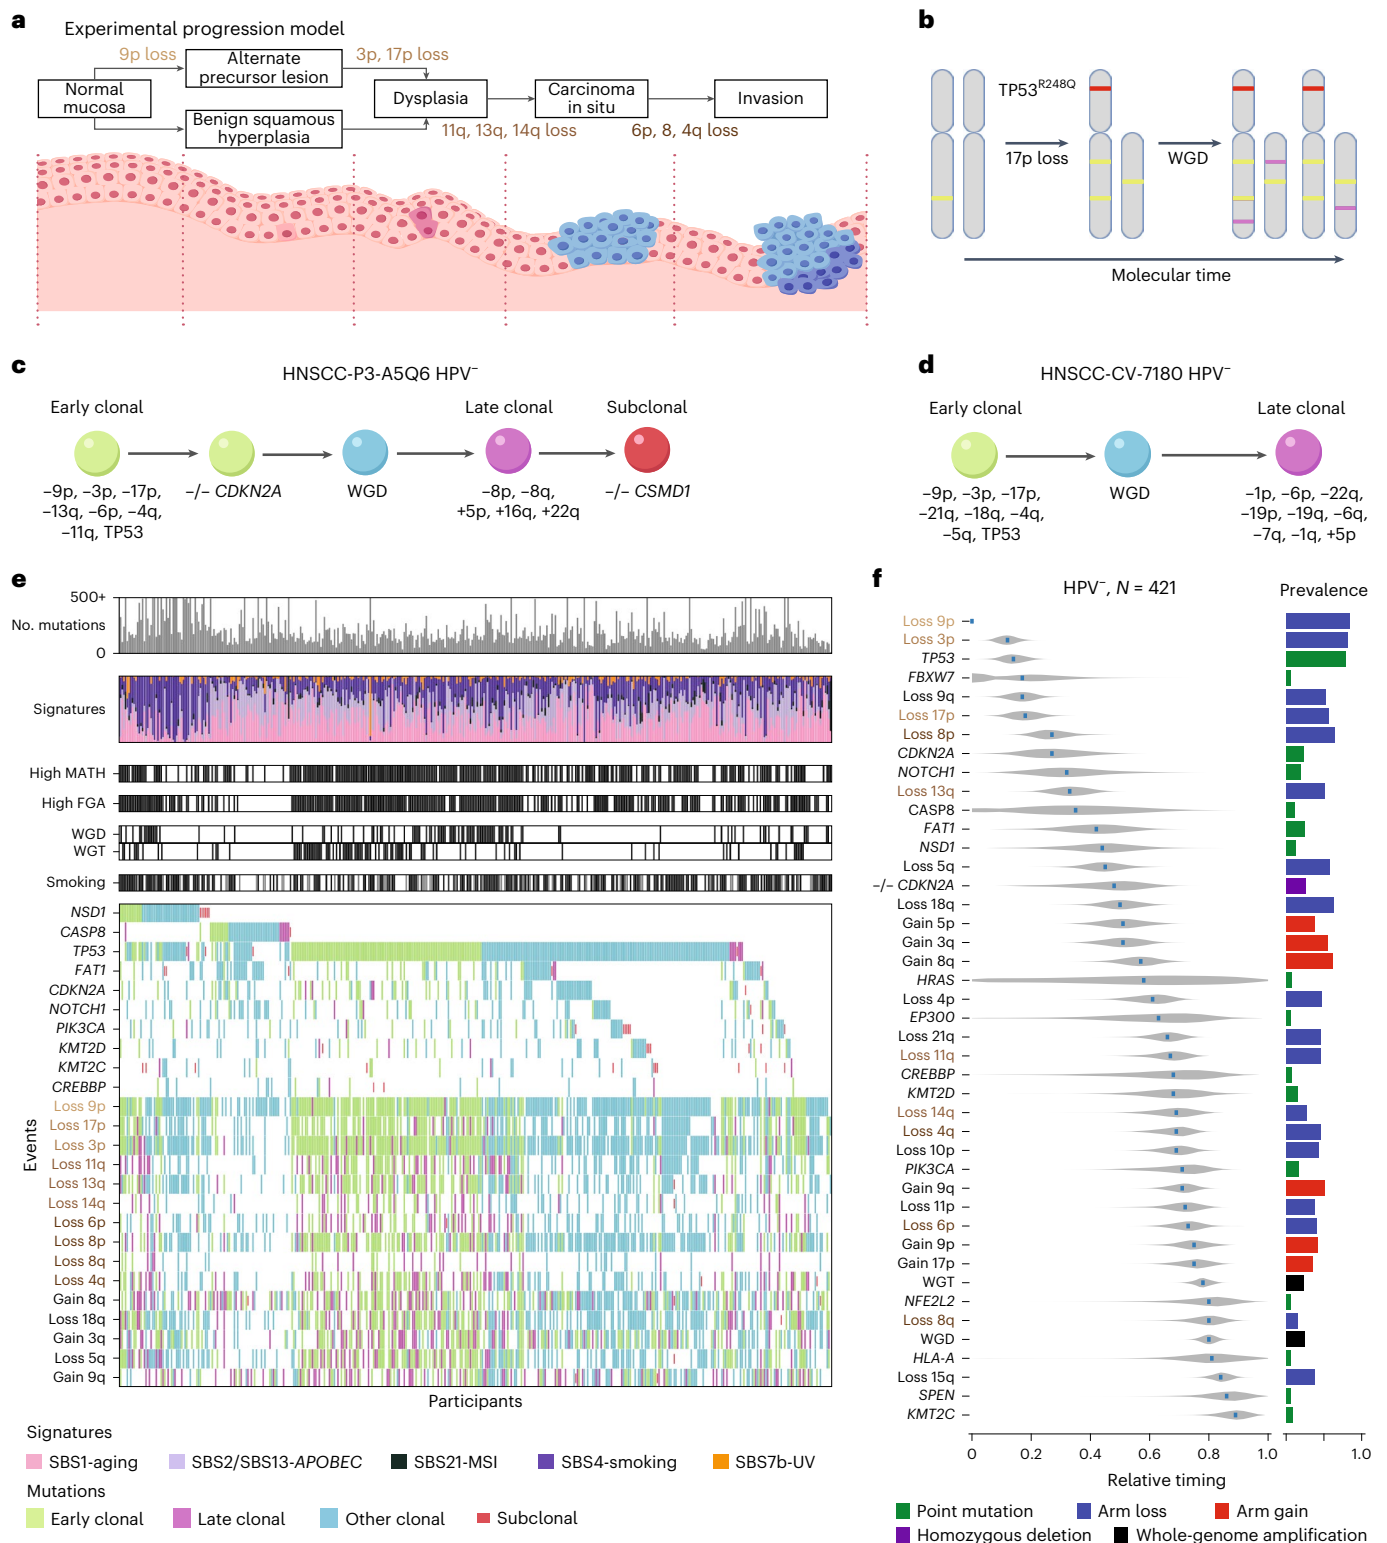 a
Experimental progression model
9p loss
Alternate
precursor lesion
3p, 17p loss
Normal
mucosa
Dysplasia
Carcinoma
in situ
Invasion
Benign squamous
hyperplasia
11q, 13q, 14q loss
6p, 8, 4q loss
b
TP53R248Q
17p loss
WGD
Molecular time
c
HNSCC-P3-A5Q6 HPV−
Early clonal
Late clonal
Subclonal
−9p, −3p, −17p,
−13q, −6p, −4q,
−11q, TP53
−/− CDKN2A
WGD
−8p, −8q,
+5p, +16q, +22q
−/− CSMD1
d
HNSCC-CV-7180 HPV−
Early clonal
Late clonal
−9p, −3p, −17p,
−21q, −18q, −4q,
−5q, TP53
WGD
−1p, −6p, −22q,
−19p, −19q, −6q,
−7q, −1q, +5p
e
500+
No. mutations
0
Signatures
High MATH
High FGA
WGD
WGT
Smoking
NSD1
CASP8
TP53
FAT1
CDKN2A
NOTCH1
PIK3CA
KMT2D
KMT2C
CREBBP
Loss 9p
Loss 17p
Loss 3p
Loss 11q
Loss 13q
Loss 14q
Loss 6p
Loss 8p
Loss 8q
Loss 4q
Gain 8q
Loss 18q
Gain 3q
Loss 5q
Gain 9q
Events
Participants
Signatures
SBS1-aging
SBS2/SBS13-APOBEC
SBS21-MSI
SBS4-smoking
SBS7b-UV
Mutations
Early clonal
Late clonal
Other clonal
Subclonal
f
HPV−, N = 421
Prevalence
Loss 9p
Loss 3p
TP53
FBXW7
Loss 9q
Loss 17p
Loss 8p
CDKN2A
NOTCH1
Loss 13q
CASP8
FAT1
NSD1
Loss 5q
−/− CDKN2A
Loss 18q
Gain 5p
Gain 3q
Gain 8q
HRAS
Loss 4p
EP300
Loss 21q
Loss 11q
CREBBP
KMT2D
Loss 14q
Loss 4q
Loss 10p
PIK3CA
Gain 9q
Loss 11p
Loss 6p
Gain 9p
Gain 17p
WGT
NFE2L2
Loss 8q
WGD
HLA-A
Loss 15q
SPEN
KMT2C
0 0.2 0.4 0.6 0.8 1.0
0 1.0
Relative timing
Point mutation
Arm loss
Arm gain
Homozygous deletion
Whole-genome amplification